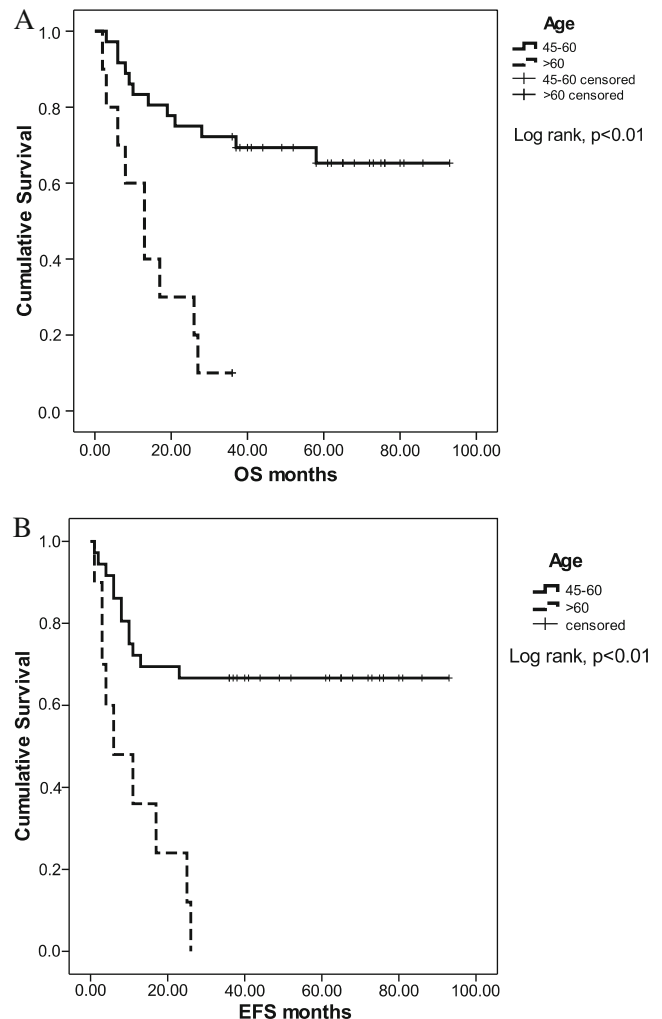 A
Age
45-60
>60
45-60 censored
>60 censored
Log rank, p<0.01
Cumulative Survival
1.0
0.8
0.6
0.4
0.2
0.0
0.00 20.00 40.00 60.00 80.00 100.00
OS months
B
Age
45-60
>60
censored
Log rank, p<0.01
Cumulative Survival
1.0
0.8
0.6
0.4
0.2
0.0
0.00 20.00 40.00 60.00 80.00 100.00
EFS months